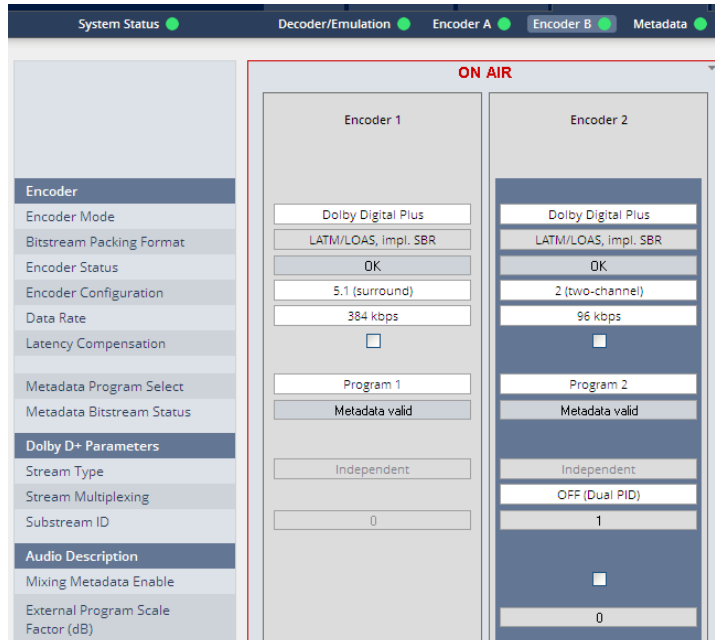 System Status
Decoder/Emulation Encoder A Encoder B Metadata
ON AIR
Encoder 1 Encoder 2
Encoder
Encoder Mode Dolby Digital Plus Dolby Digital Plus
Bitstream Packing Format LATM/LOAS, impl. SBR LATM/LOAS, impl. SBR
Encoder Status OK OK
Encoder Configuration 5.1 (surround) 2 (two-channel)
Data Rate 384 kbps 96 kbps
Latency Compensation
Metadata Program Select Program 1 Program 2
Metadata Bitstream Status Metadata valid Metadata valid
Dolby D+ Parameters
Stream Type Independent Independent
Stream Multiplexing OFF (Dual PID)
Substream ID 0 1
Audio Description
Mixing Metadata Enable
External Program Scale
Factor (dB) 0